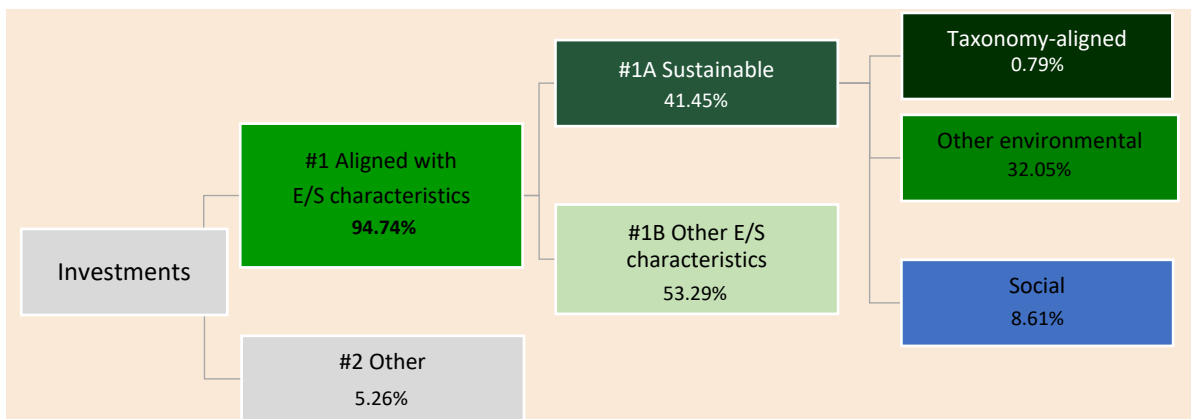 Investments
#1 Aligned with
E/S characteristics
94.74%
#2 Other
5.26%
#1A Sustainable
41.45%
#1B Other E/S
characteristics
53.29%
Taxonomy-aligned
0.79%
Other environmental
32.05%
Social
8.61%